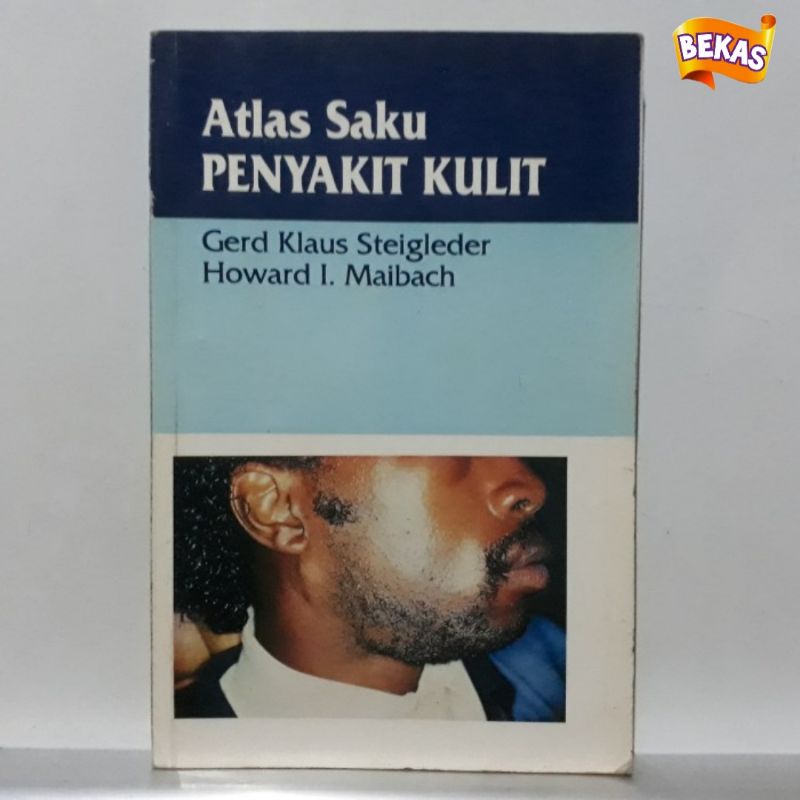 BEKAS
Atlas Saku
PENYAKIT KULIT
Gerd Klaus Steigleder
Howard I. Maibach